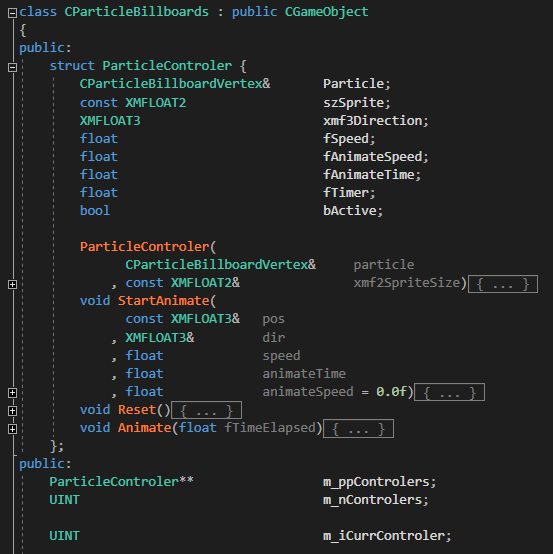 class CParticleBillboards : public CGameObject
{
public:
    struct ParticleControler {
        CParticleBillboardVertex&       Particle;
        const XMFLOAT2                  szSprite;
        XMFLOAT3                        xmf3Direction;
        float                           fSpeed;
        float                           fAnimateSpeed;
        float                           fAnimateTime;
        float                           fTimer;
        bool                            bActive;

        ParticleControler(
              CParticleBillboardVertex&     particle
            , const XMFLOAT2&               xmf2SpriteSize){ ... }
        void StartAnimate(
              const XMFLOAT3&   pos
            , XMFLOAT3&         dir
            , float             speed
            , float             animateTime
            , float             animateSpeed = 0.0f){ ... }
        void Reset(){ ... }
        void Animate(float fTimeElapsed){ ... }
    };
public:
    ParticleControler**                 m_ppControlers;
    UINT                                m_nControlers;

    UINT                                m_iCurrControler;